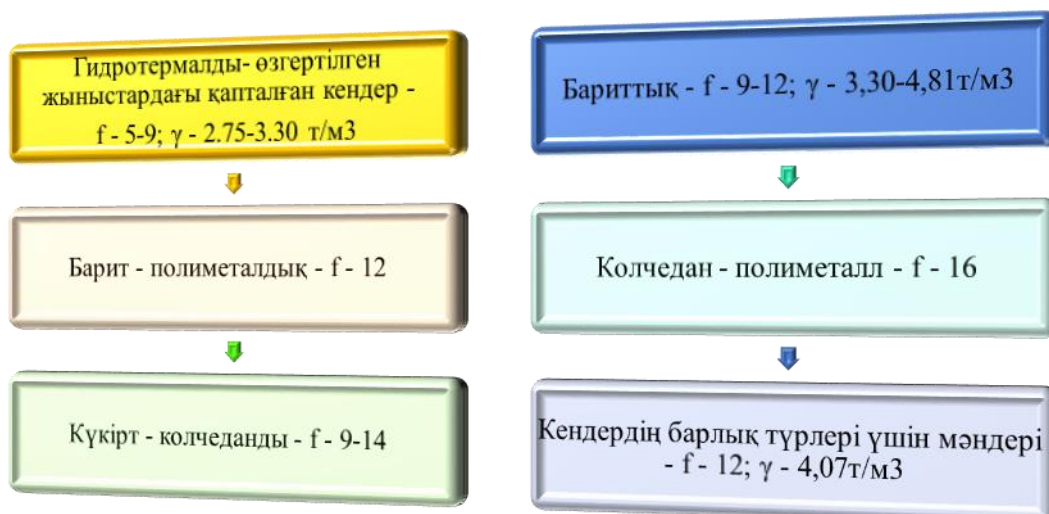 Гидротермалды- өзгертілген
жыныстардағы қапталған кендер -
f - 5-9; γ - 2.75-3.30 т/м3
Барит - полиметалдық - f - 12
Күкірт - колчеданды - f - 9-14
Бариттық - f - 9-12; γ - 3,30-4,81т/м3
Колчедан - полиметалл - f - 16
Кендердің барлық түрлері үшін мәндері
- f - 12; γ - 4,07т/м3